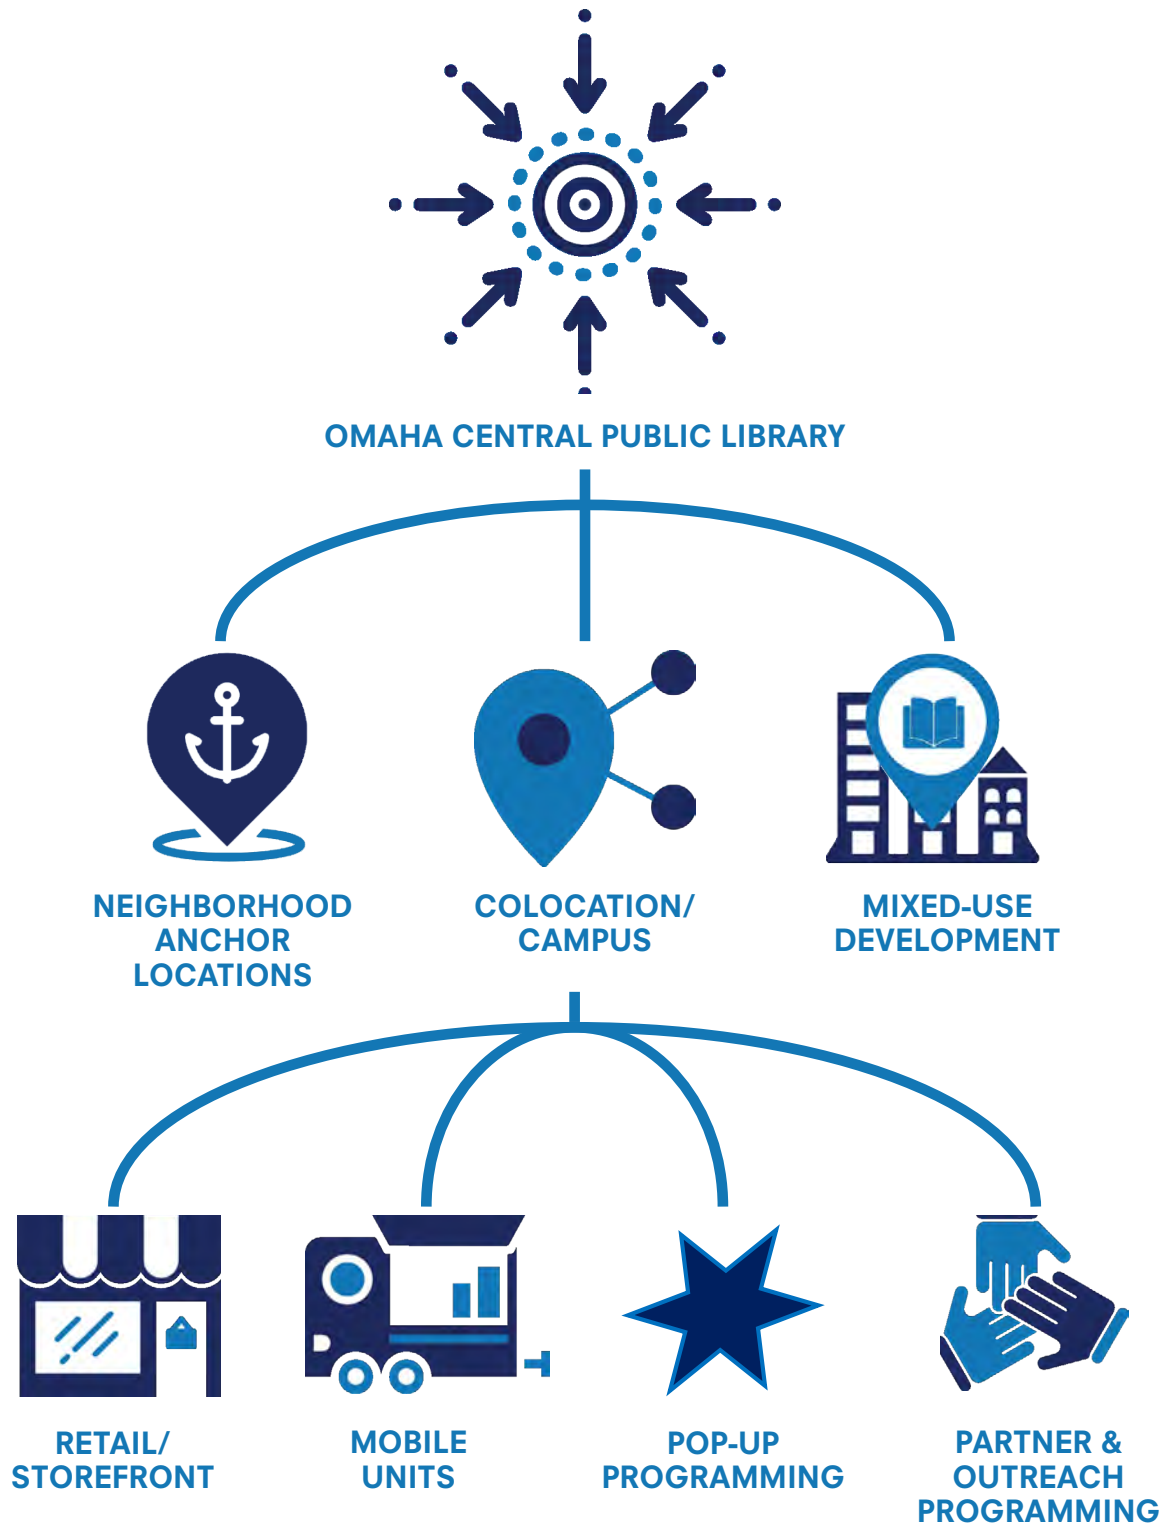 OMAHA CENTRAL PUBLIC LIBRARY
NEIGHBORHOOD
ANCHOR
LOCATIONS
COLOCATION/
CAMPUS
MIXED-USE
DEVELOPMENT
RETAIL/
STOREFRONT
MOBILE
UNITS
POP-UP
PROGRAMMING
PARTNER &
OUTREACH
PROGRAMMING